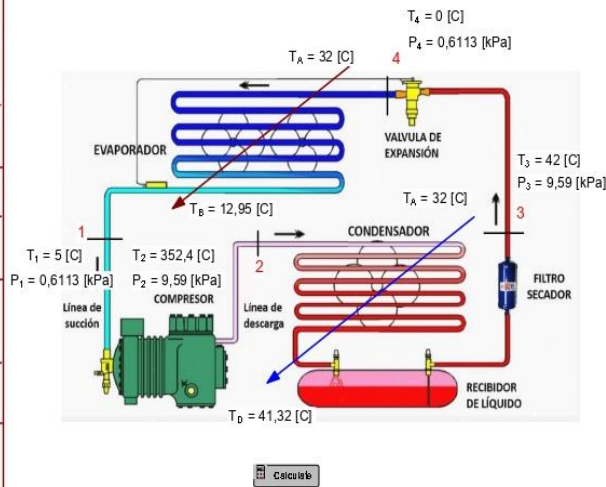 T4 = 0 [C]
P4 = 0,6113 [kPa]
TA = 32 [C]
4
EVAPORADOR
VALVULA DE
EXPANSIÓN
T3 = 42 [C]
P3 = 9,59 [kPa]
TB = 12,95 [C]
TA = 32 [C]
1
3
CONDENSADOR
T1 = 5 [C]
T2 = 352,4 [C]
2
P1 = 0,6113 [kPa]
P2 = 9,59 [kPa]
COMPRESOR
FILTRO
SECADOR
Línea de
succión
Línea de
descarga
RECIBIDOR
DE LÍQUIDO
TD = 41,32 [C]
Calculate